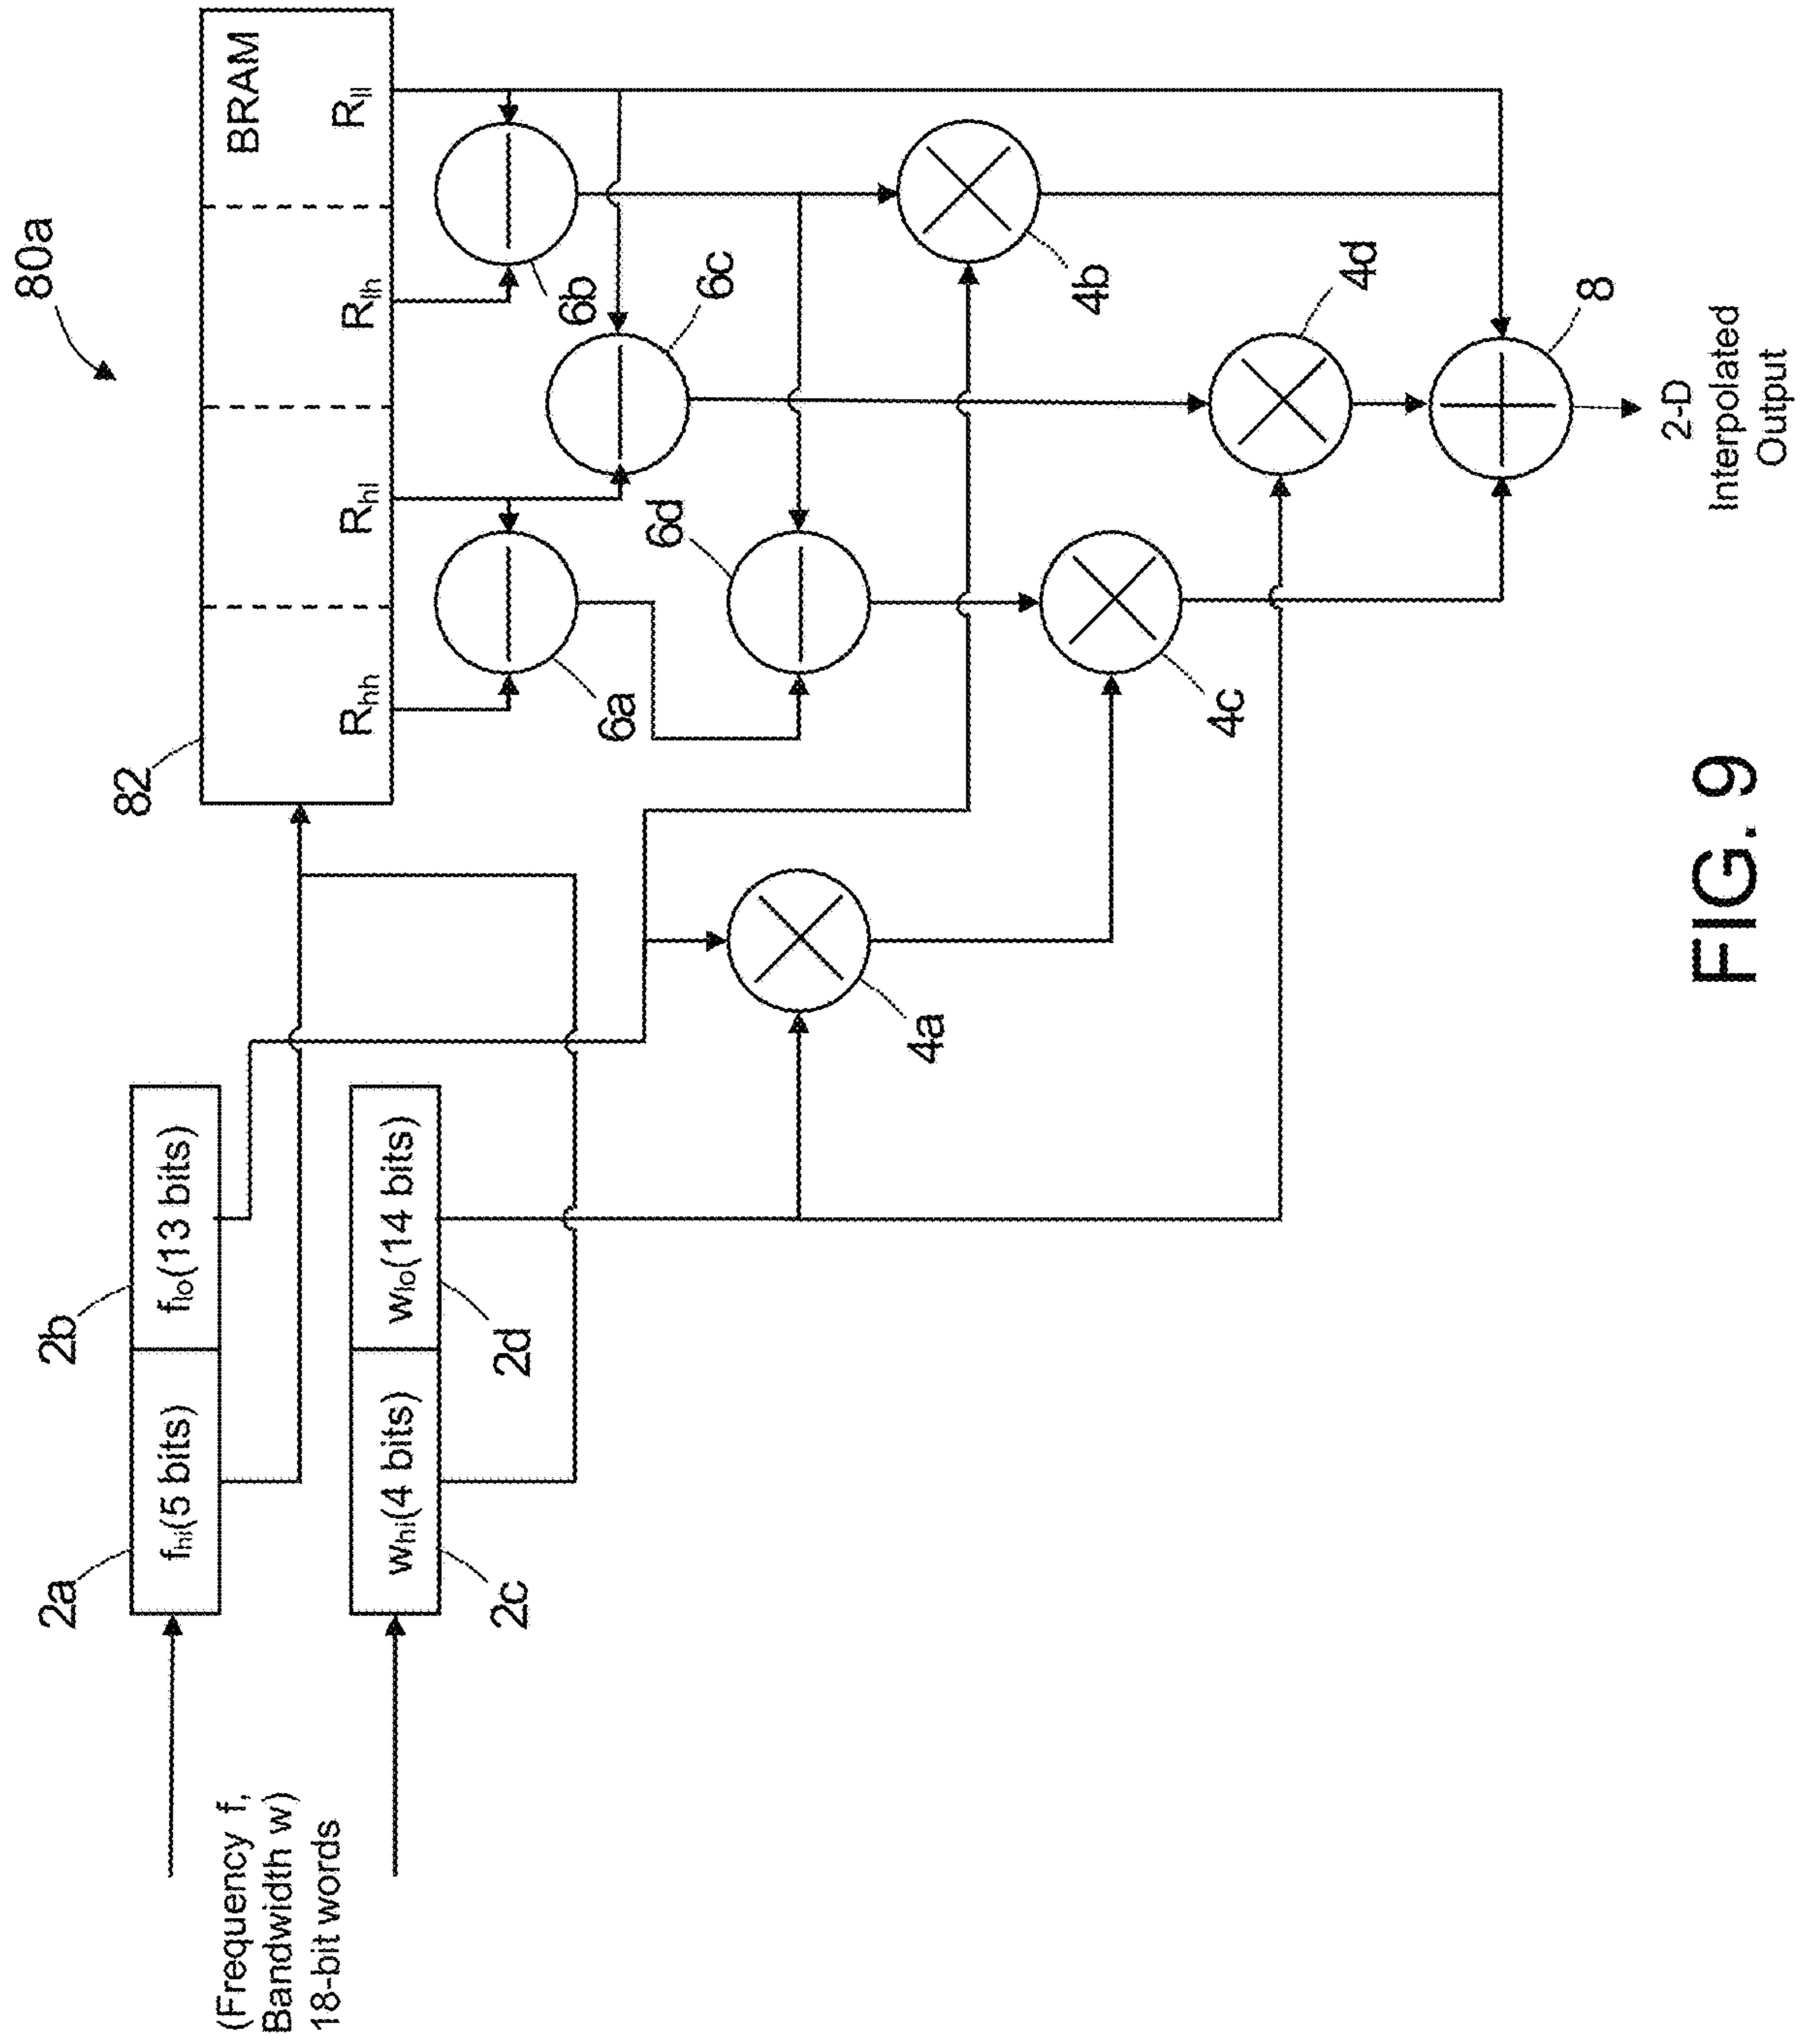 80a
82
BRAM
R_hh
R_hl
R_lh
R_ll
2a
2b
f_hi(5 bits)
f_lo(13 bits)
(Frequency f,
Bandwidth w)
18-bit words
w_hi(4 bits)
w_lo(14 bits)
2c
2d
6a
6b
6d
6c
4a
4b
4c
4d
8
2-D
Interpolated
Output
FIG. 9